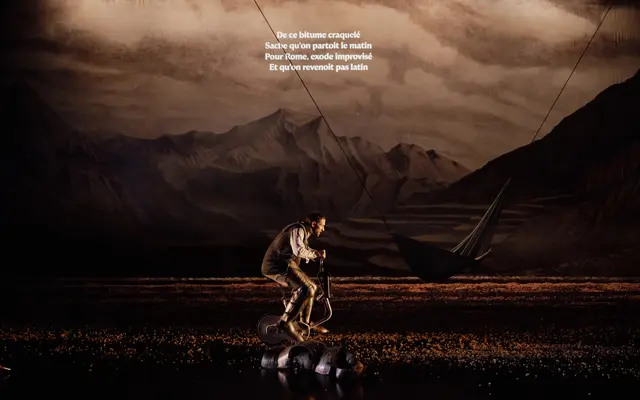 De ce bitume craquelé
Sache qu'on partoit le matin
Pour Rome, exode improvisé
Et qu'on revenoit pas latin